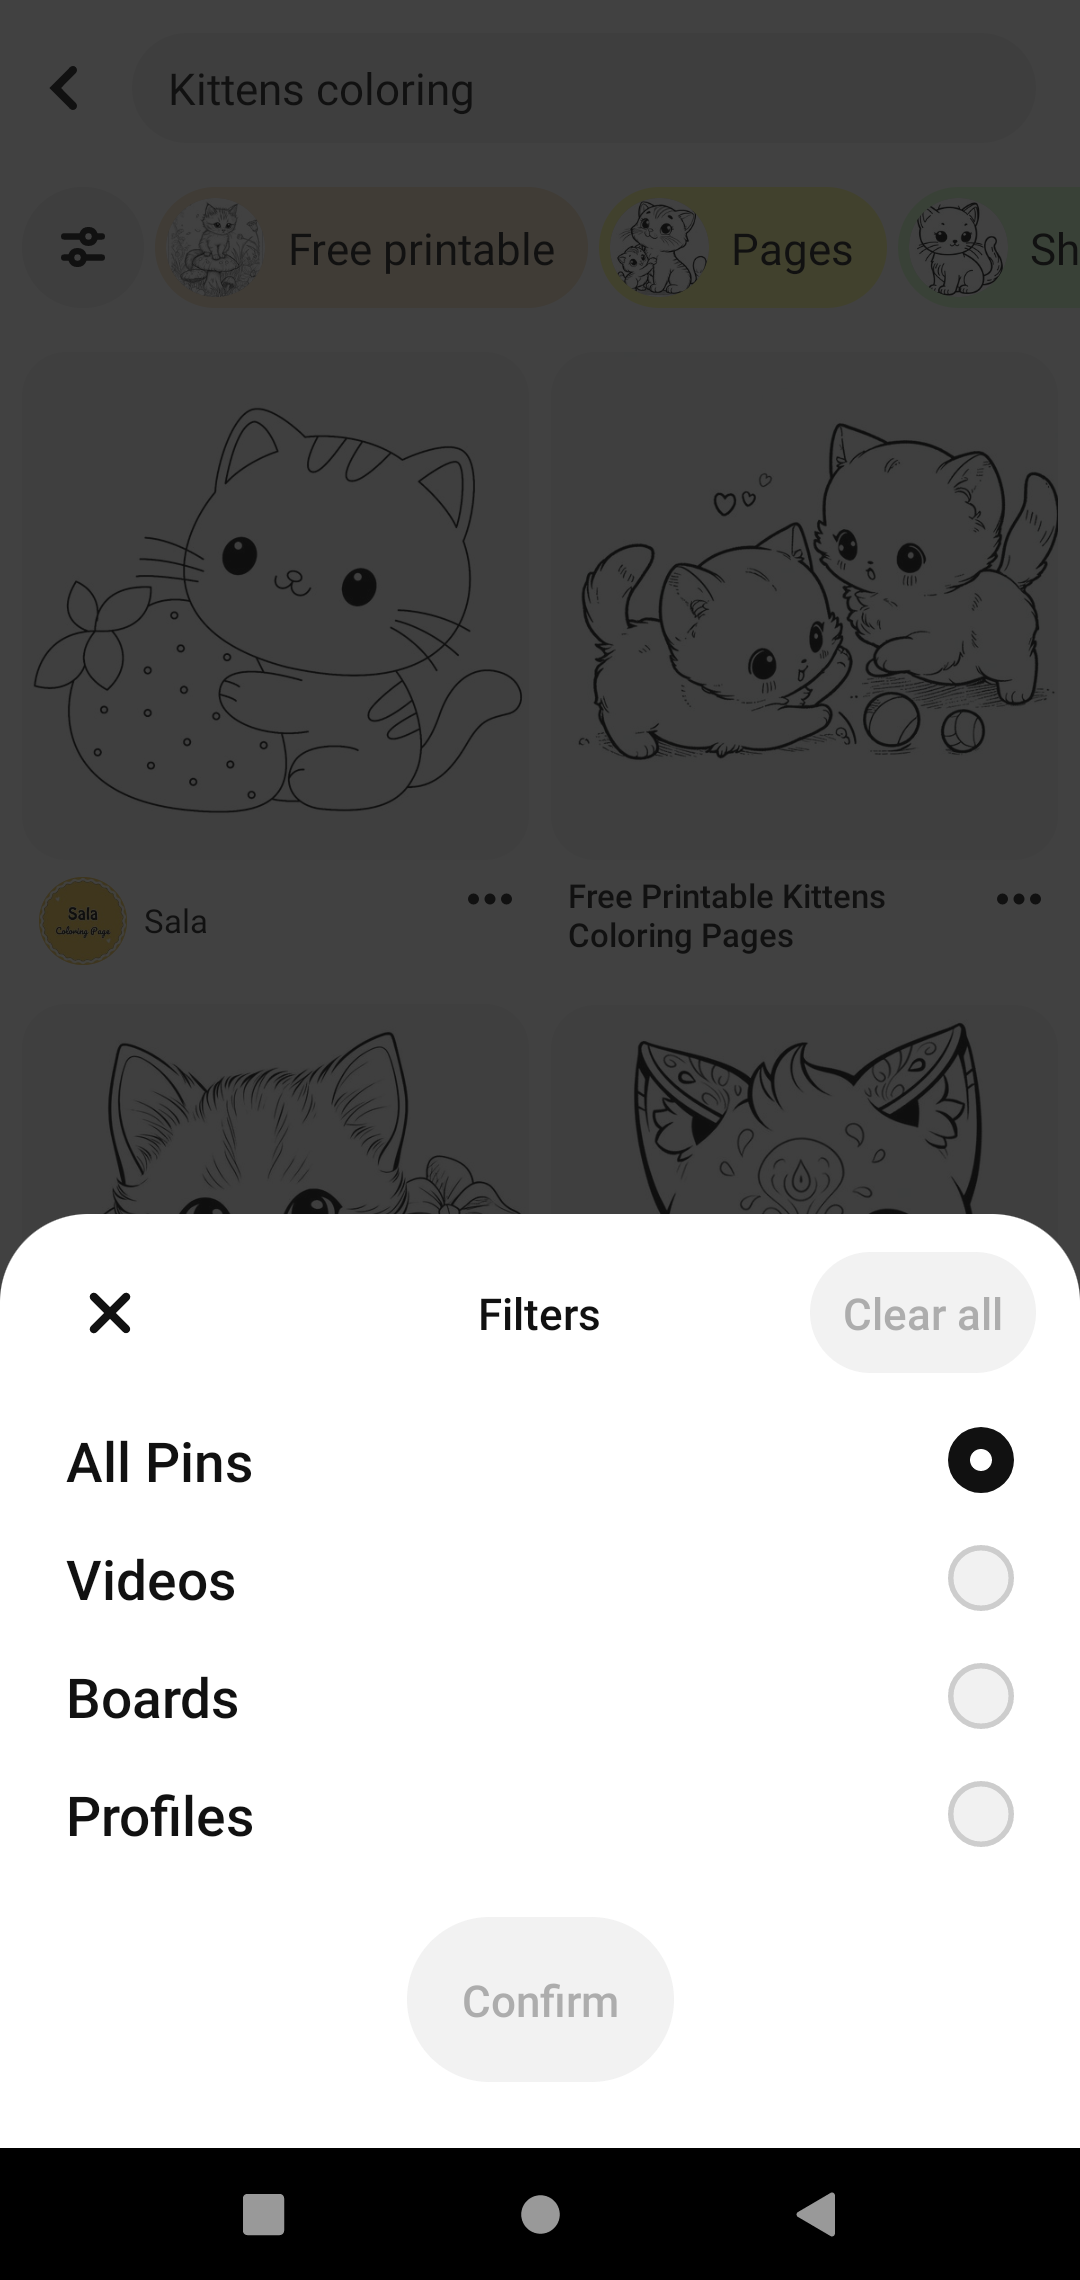 Kittens coloring
Free printable
Pages
Sh
Sala
Coloring Page
Sala
Free Printable Kittens
Coloring Pages
Filters
Clear all
All Pins
Videos
Boards
Profiles
Confirm